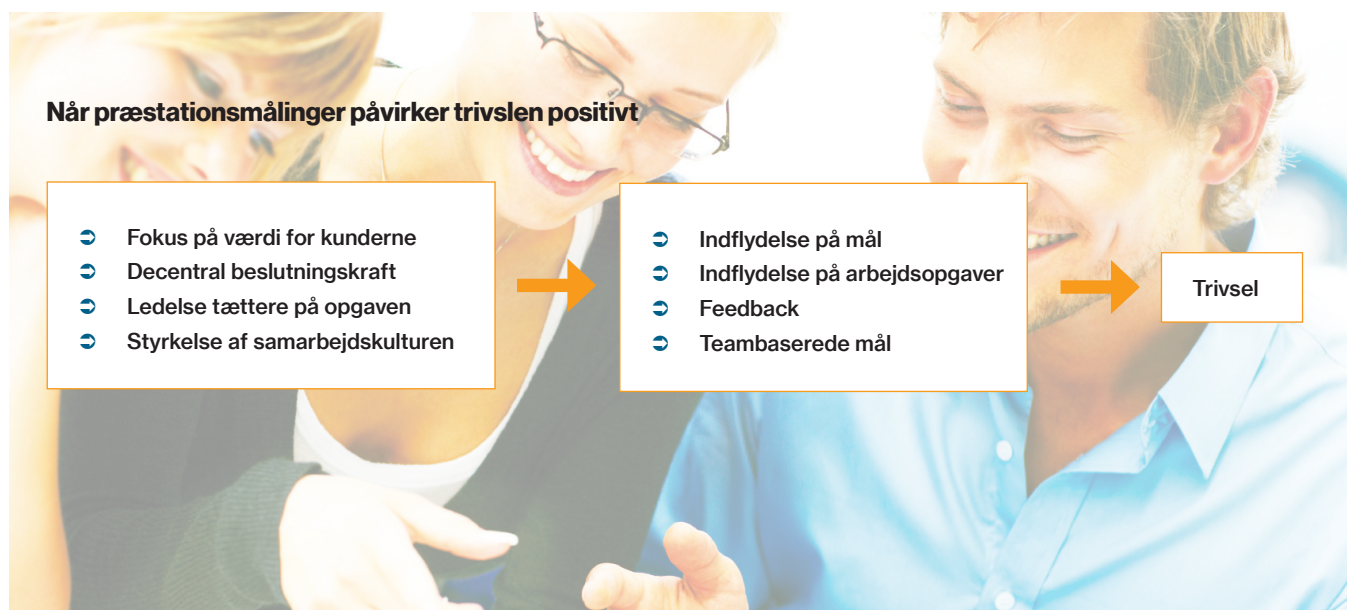 Når præstationsmålinger påvirker trivslen positivt
Fokus på værdi for kunderne
Decentral beslutningskraft
Ledelse tættere på opgaven
Styrkelse af samarbejdskulturen
Indflydelse på mål
Indflydelse på arbejdsopgaver
Feedback
Teambaserede mål
Trivsel